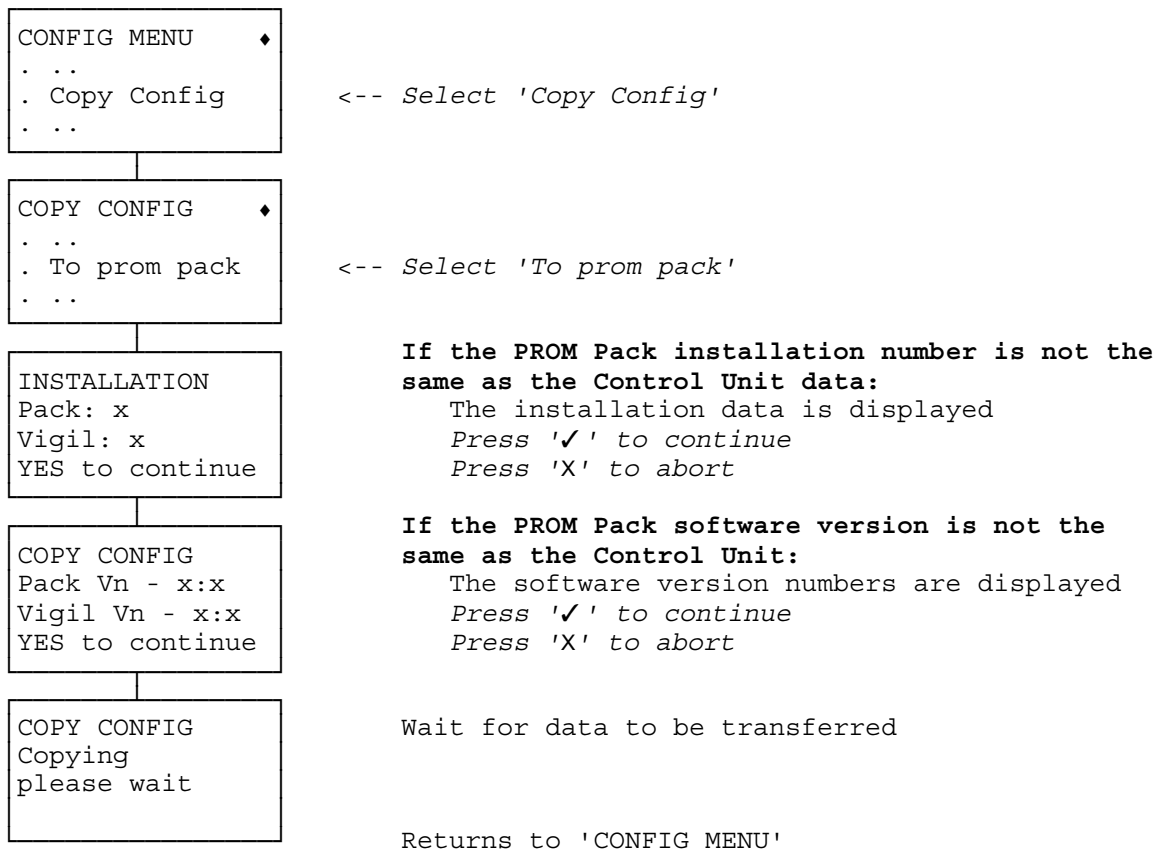 CONFIG MENU ♦
. ..
. Copy Config <-- Select 'Copy Config'
. ..
COPY CONFIG ♦
. ..
. To prom pack <-- Select 'To prom pack'
. ..
If the PROM Pack installation number is not the
INSTALLATION same as the Control Unit data:
Pack: x The installation data is displayed
Vigil: x Press '✓' to continue
YES to continue Press 'X' to abort
If the PROM Pack software version is not the
COPY CONFIG same as the Control Unit:
Pack Vn - x:x The software version numbers are displayed
Vigil Vn - x:x Press '✓' to continue
YES to continue Press 'X' to abort
COPY CONFIG Wait for data to be transferred
Copying
please wait
Returns to 'CONFIG MENU'